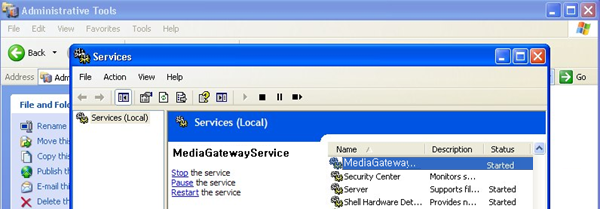 Administrative Tools
File Edit View Favorites Tools Help
Back
Address Adm
Go
File and Fold
Rename
Move this
Copy this
Publish th
E-mail this
Delete this
Services
File Action View Help
Services (Local)
Services (Local)
MediaGatewayService
Stop the service
Pause the service
Restart the service
Name Description Status
MediaGateway... Started
Security Center Monitors s...
Server Supports fil... Started
Shell Hardware Det... Provides n... Started